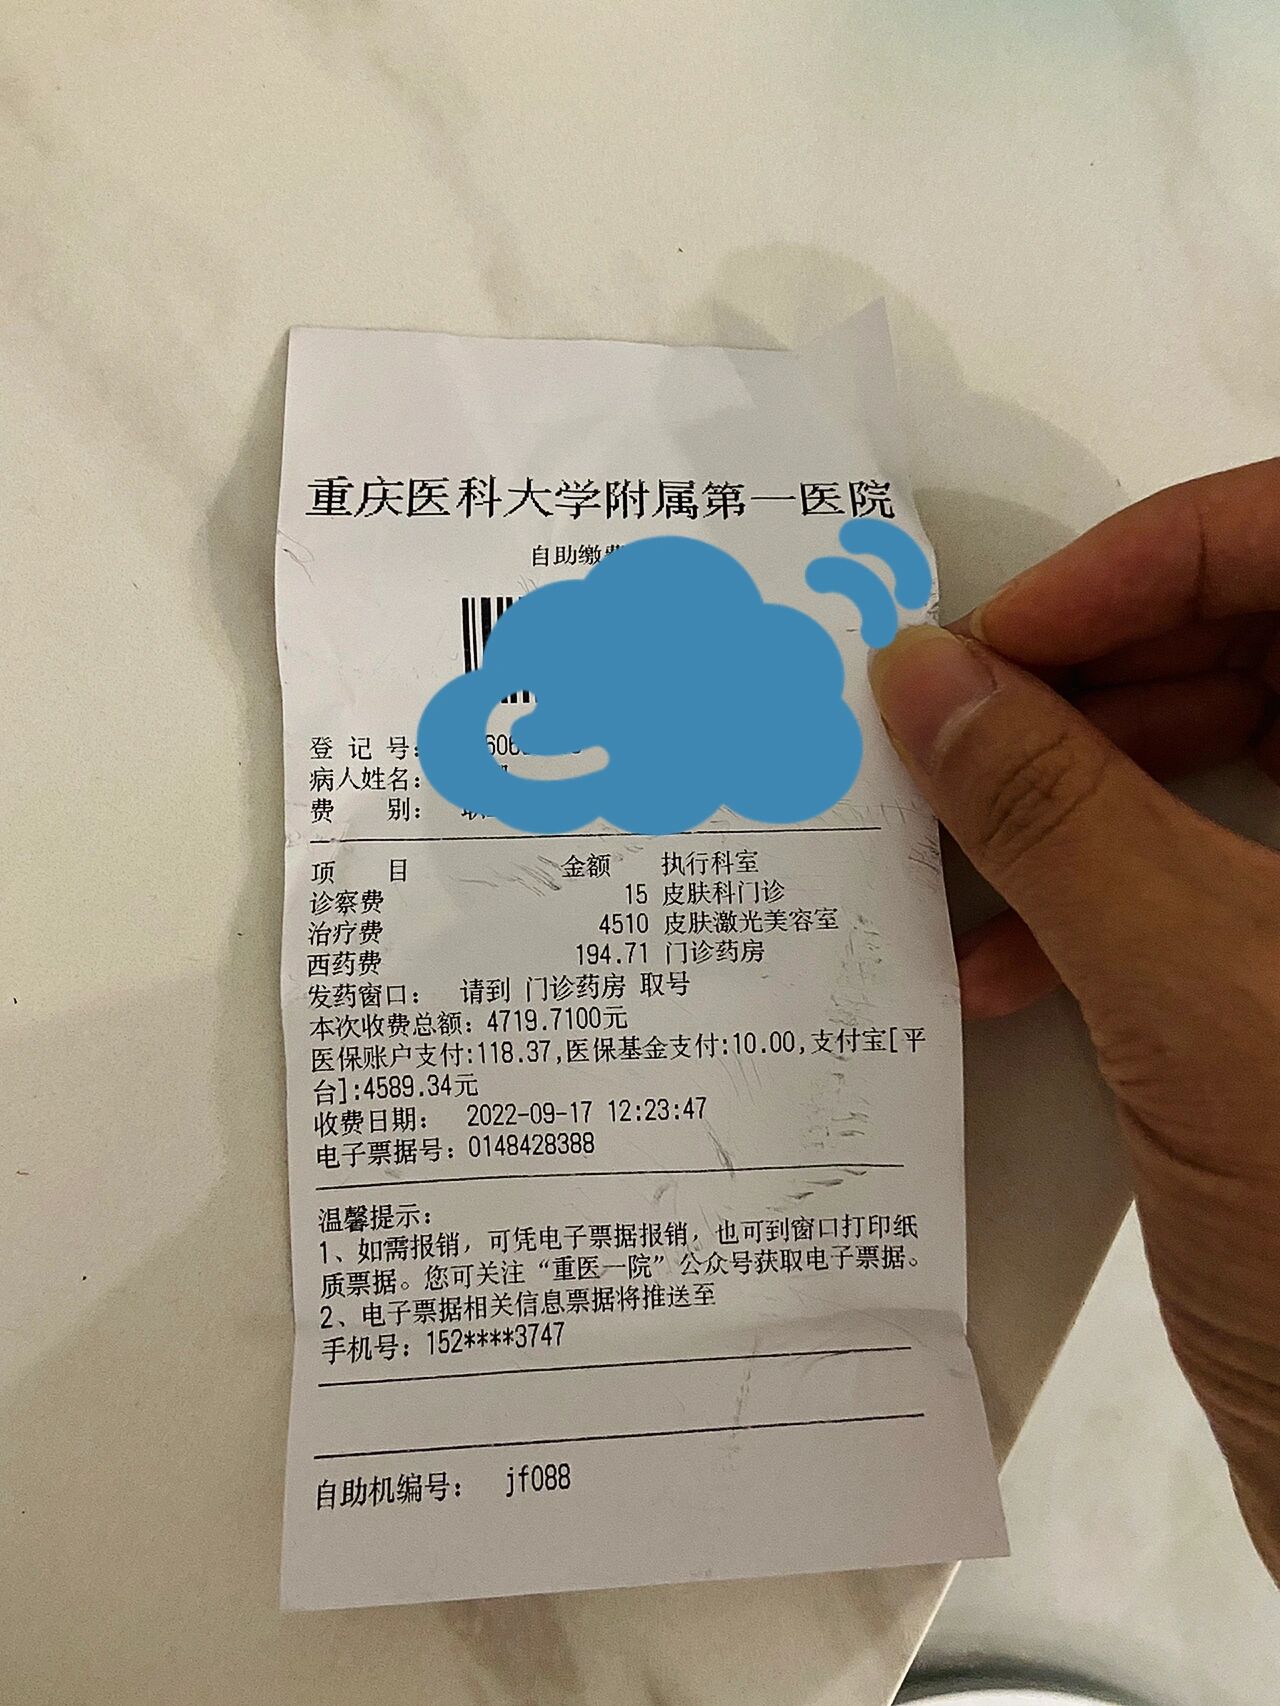 重庆医科大学附属第一医院
自助缴费
登 记 号：
病人姓名：
费 别：
项 目 金额 执行科室
诊察费 15 皮肤科门诊
治疗费 4510 皮肤激光美容室
西药费 194.71 门诊药房
发药窗口： 请到 门诊药房 取号
本次收费总额：4719.7100元
医保账户支付:118.37,医保基金支付:10.00,支付宝[平
台]:4589.34元
收费日期： 2022-09-17 12:23:47
电子票据号：0148428388
温馨提示：
1、如需报销，可凭电子票据报销，也可到窗口打印纸
质票据。您可关注“重医一院”公众号获取电子票据。
2、电子票据相关信息票据将推送至
手机号：152****3747
自助机编号： jf088